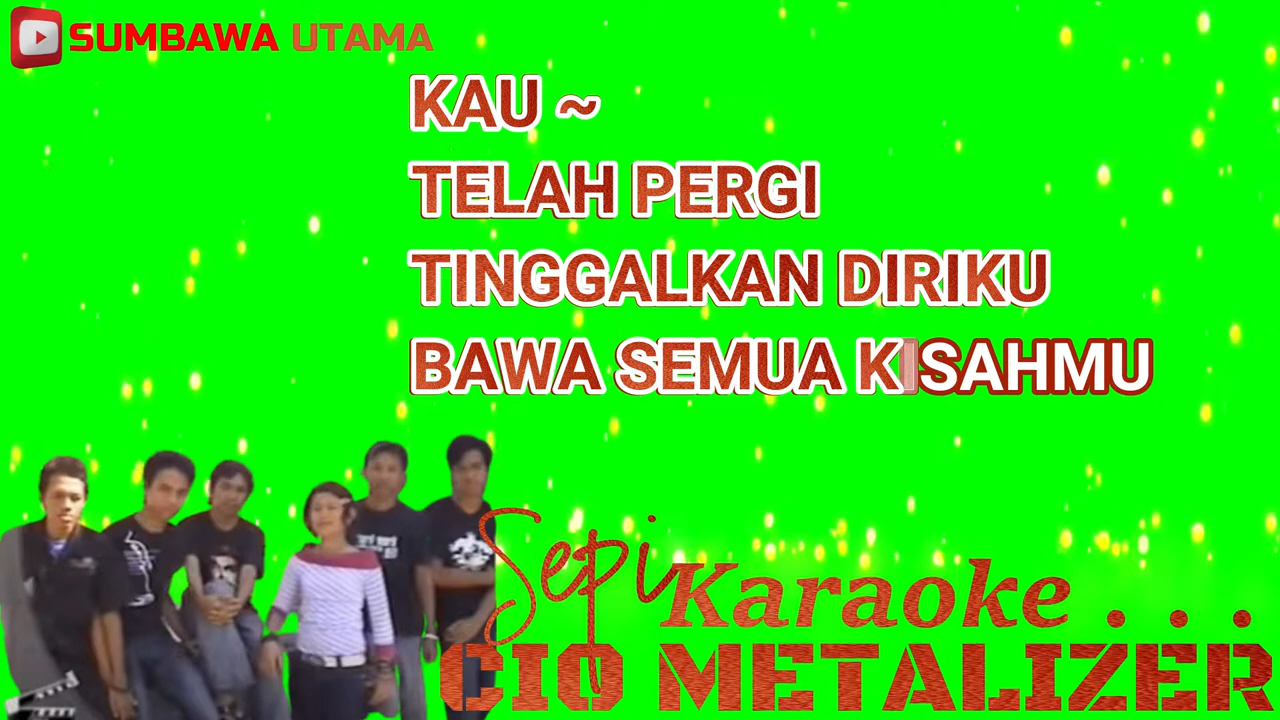 SUMBAWA UTAMA
KAU ~
TELAH PERGI
TINGGALKAN DIRIKU
BAWA SEMUA KISAHMU
Sepi Karaoke . . .
CIO METALIZER